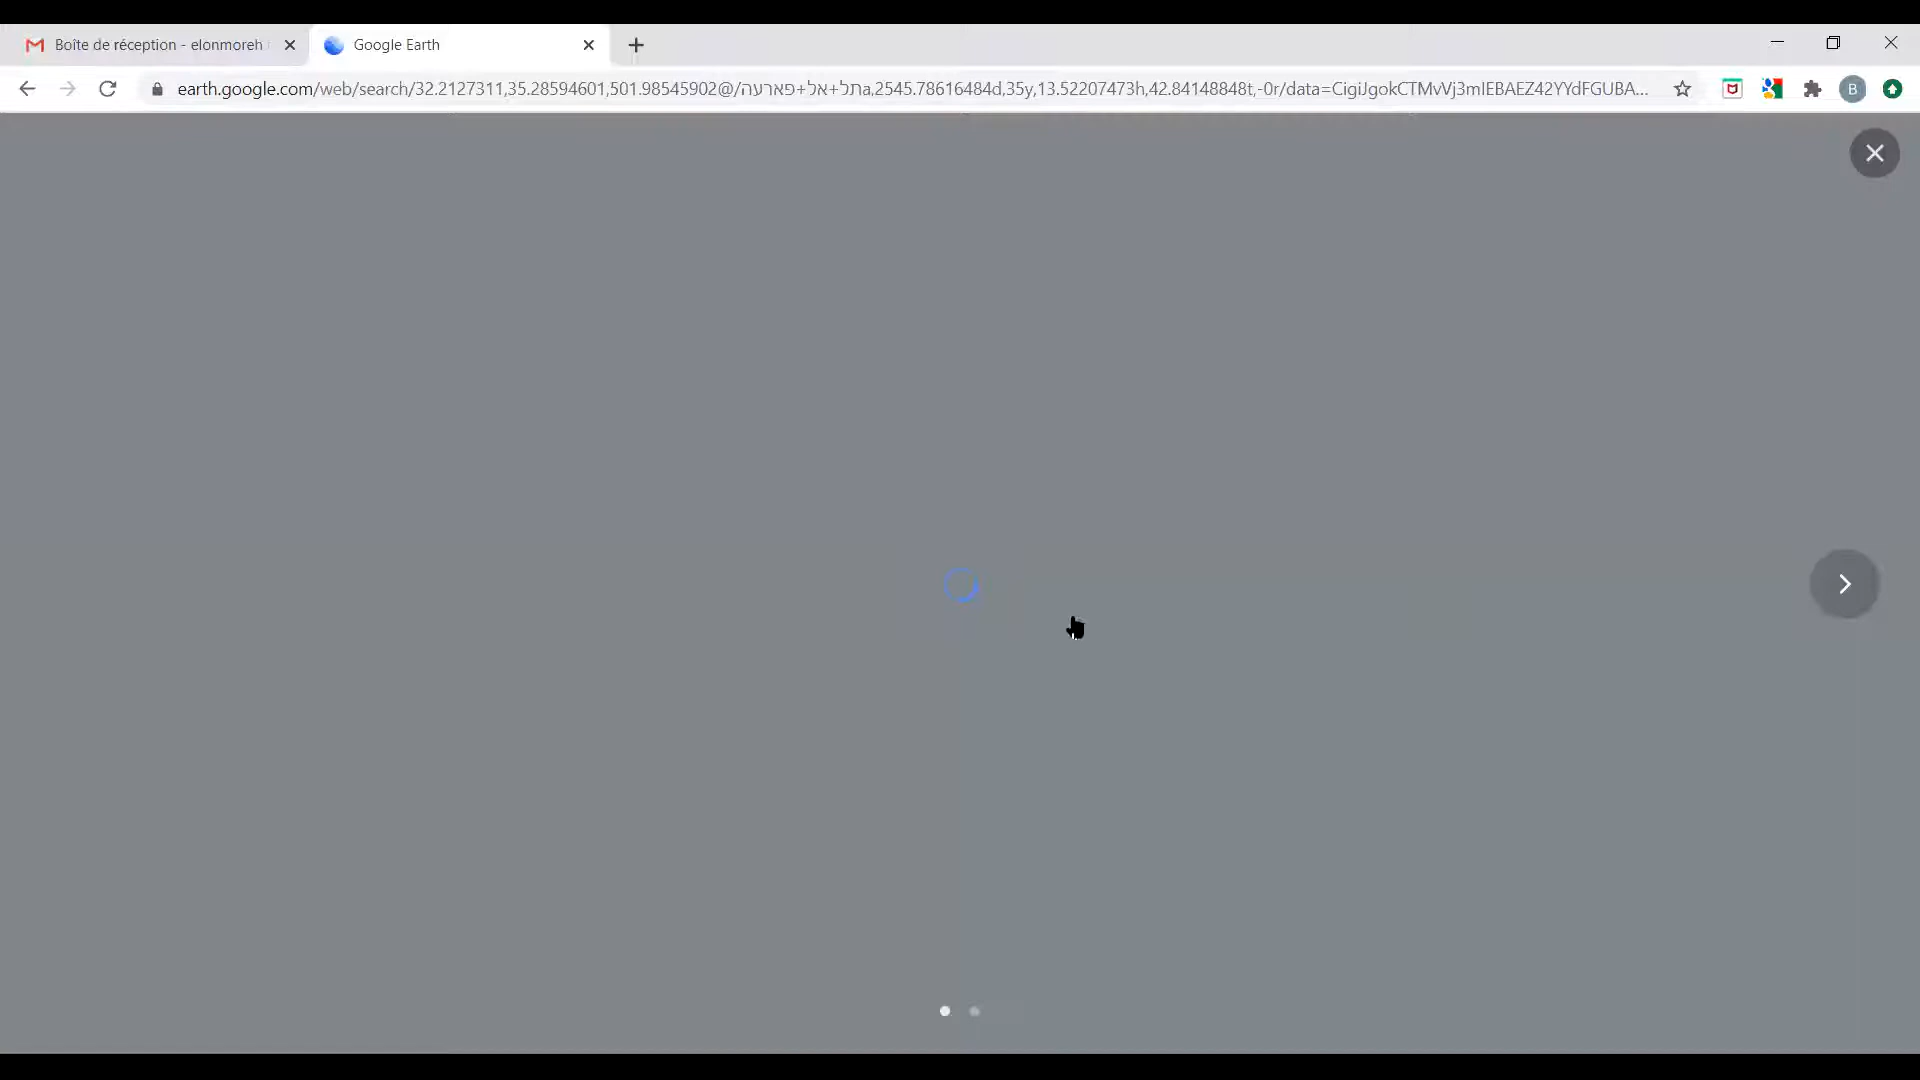 Boîte de réception - elonmoreh
Google Earth
earth.google.com/web/search/תל+אל+פארעה/@32.2127311,35.28594601,501.98545902a,2545.78616484d,35y,13.52207473h,42.84148848t,-0r/data=CigiJgokCTMvVj3mIEBAEZ42YYdFGUBA...
B